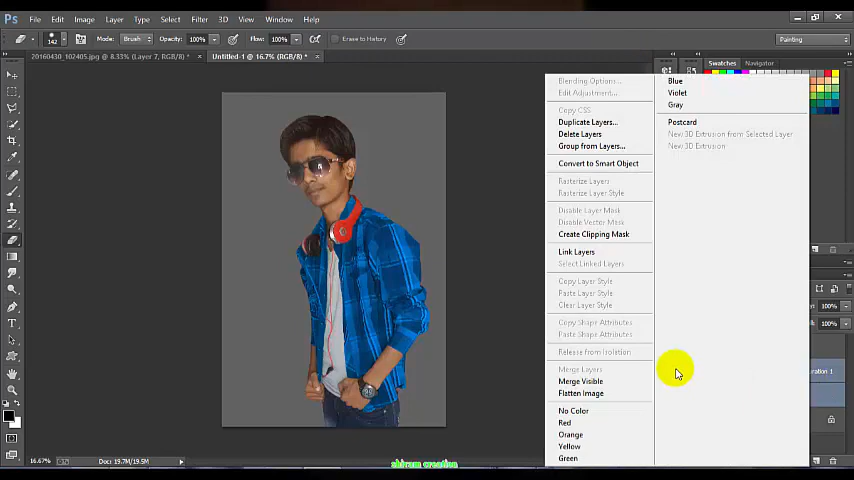 Ps File Edit Image Layer Type Select Filter 3D View Window Help
142 Mode: Brush Opacity: 100% Flow: 100% Erase to History Painting
20160430_102405.jpg @ 8.33% (Layer 7, RGB/8) * × Untitled-1 @ 16.7% (RGB/8) * ×
Swatches Navigator
Blending Options...
Edit Adjustment...
Copy CSS
Duplicate Layers...
Delete Layers
Group from Layers...
Convert to Smart Object
Rasterize Layers
Rasterize Layer Style
Disable Layer Mask
Disable Vector Mask
Create Clipping Mask
Link Layers
Select Linked Layers
Copy Layer Style
Paste Layer Style
Clear Layer Style
Copy Shape Attributes
Paste Shape Attributes
Release from Isolation
Merge Layers
Merge Visible
Flatten Image
No Color
Red
Orange
Yellow
Green
Blue
Violet
Gray
Postcard
New 3D Extrusion from Selected Layer
New 3D Extrusion
100%
100%
uration 1
16.67% Doc: 19.7M/19.5M
creation